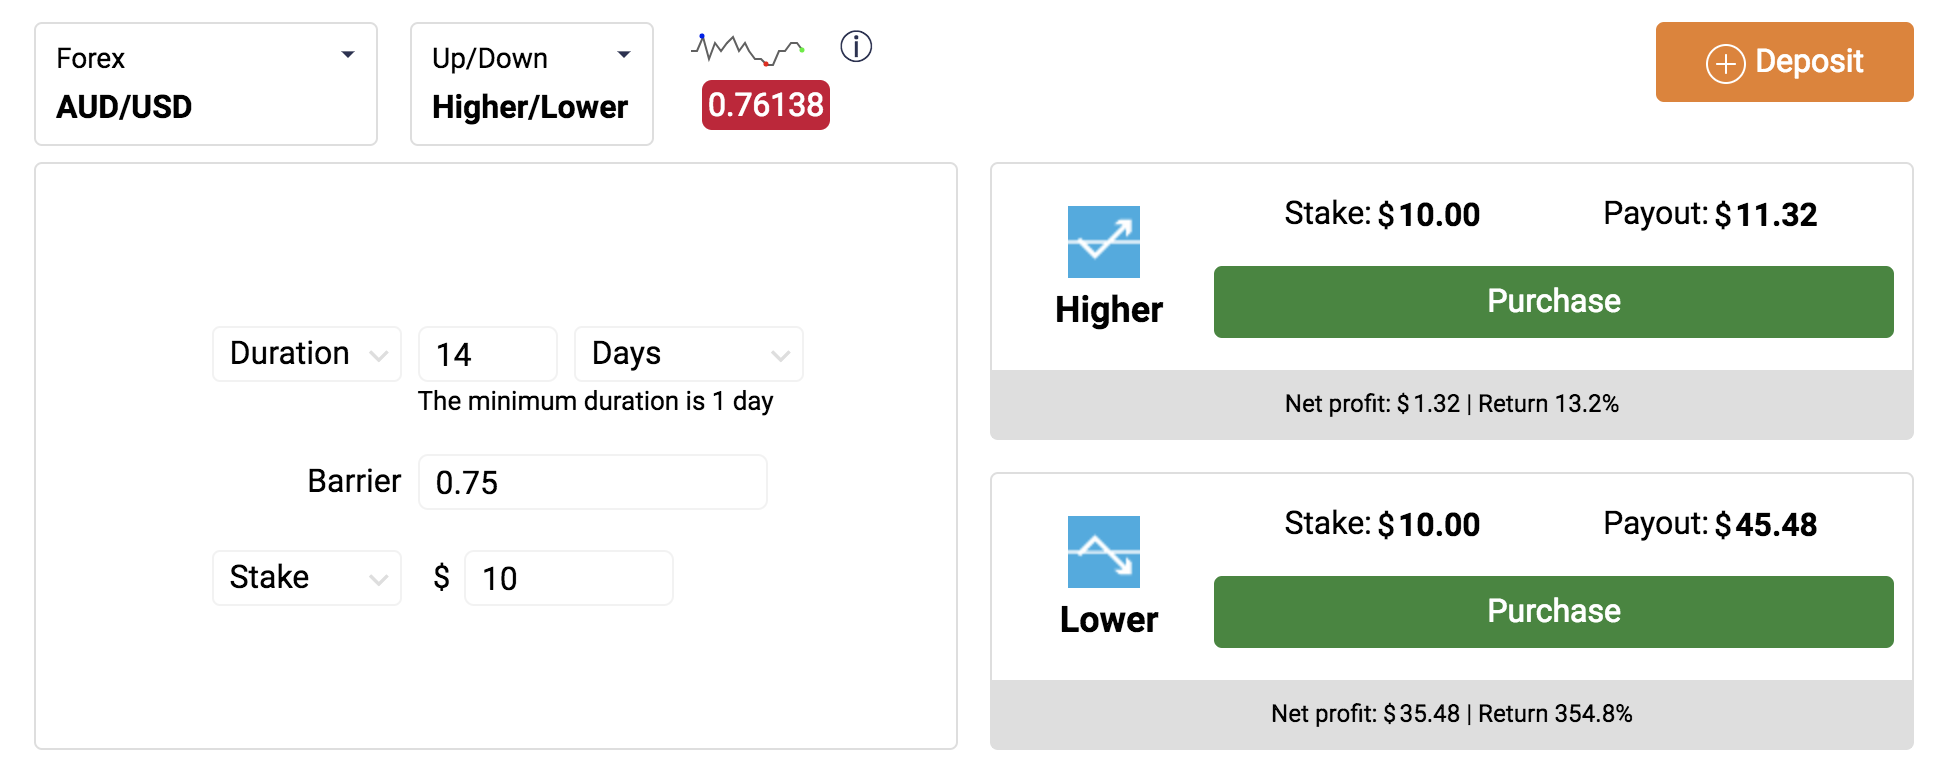 Forex
AUD/USD
Up/Down
Higher/Lower
0.76138
Deposit
Duration 14 Days
The minimum duration is 1 day
Barrier 0.75
Stake $ 10
Stake: $10.00 Payout: $11.32
Higher
Purchase
Net profit: $1.32 | Return 13.2%
Stake: $10.00 Payout: $45.48
Lower
Purchase
Net profit: $35.48 | Return 354.8%